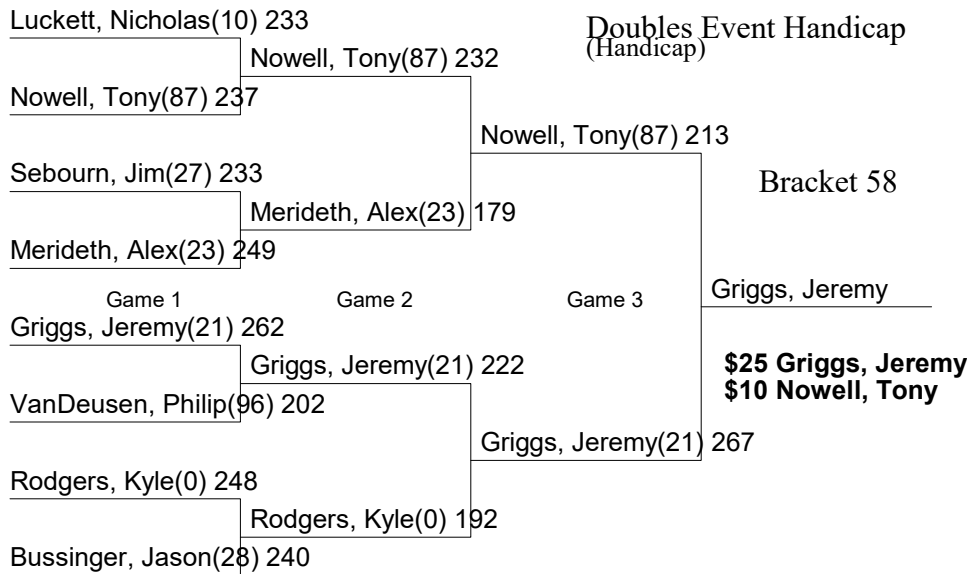 Luckett, Nicholas(10) 233
Doubles Event Handicap
(Handicap)
Nowell, Tony(87) 232
Nowell, Tony(87) 237
Nowell, Tony(87) 213
Sebourn, Jim(27) 233
Bracket 58
Merideth, Alex(23) 179
Merideth, Alex(23) 249
Game 1
Game 2
Game 3
Griggs, Jeremy
Griggs, Jeremy(21) 262
Griggs, Jeremy(21) 222
$25 Griggs, Jeremy
$10 Nowell, Tony
VanDeusen, Philip(96) 202
Griggs, Jeremy(21) 267
Rodgers, Kyle(0) 248
Rodgers, Kyle(0) 192
Bussinger, Jason(28) 240